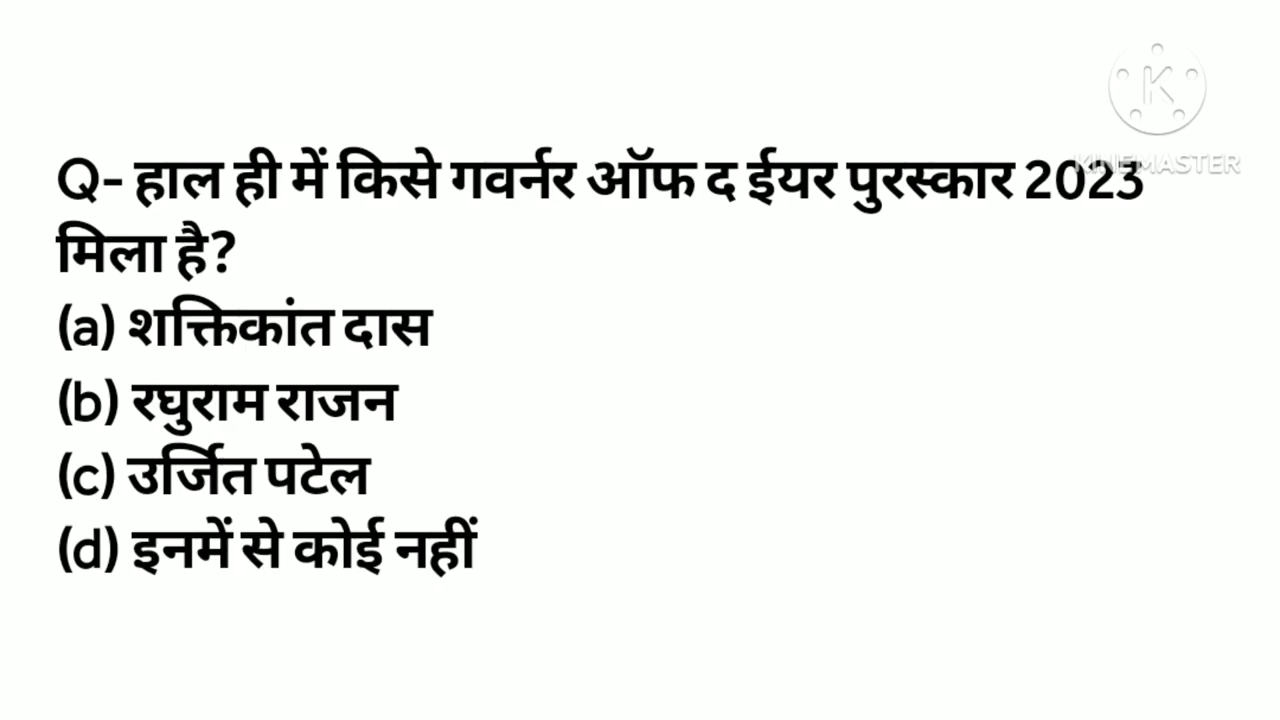 Q- हाल ही में किसे गवर्नर ऑफ द ईयर पुरस्कार 2023
मिला है?
(a) शक्तिकांत दास
(b) रघुराम राजन
(c) उर्जित पटेल
(d) इनमें से कोई नहीं
K
KINEMASTER